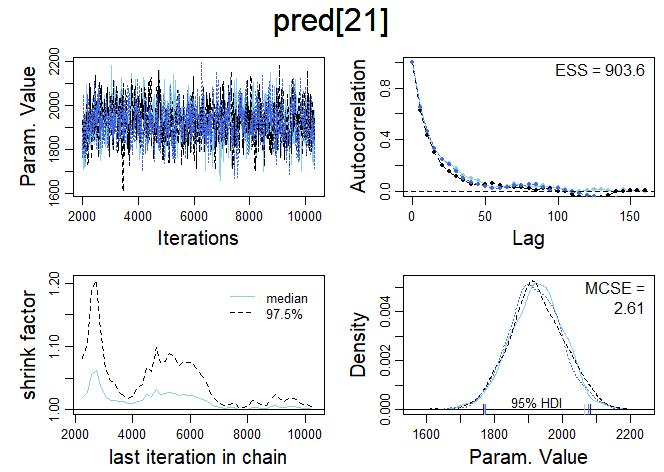 pred[21]
Param. Value
1600
1800
1900
2000
2200
2000
4000
6000
8000
10000
Iterations
Autocorrelation
0.0
0.4
0.8
ESS = 903.6
0
50
100
150
Lag
shrink factor
1.00
1.10
1.20
median
97.5%
2000
4000
6000
8000
10000
last iteration in chain
Density
0.000
0.002
0.004
MCSE =
2.61
95% HDI
1600
1800
2000
2200
Param. Value